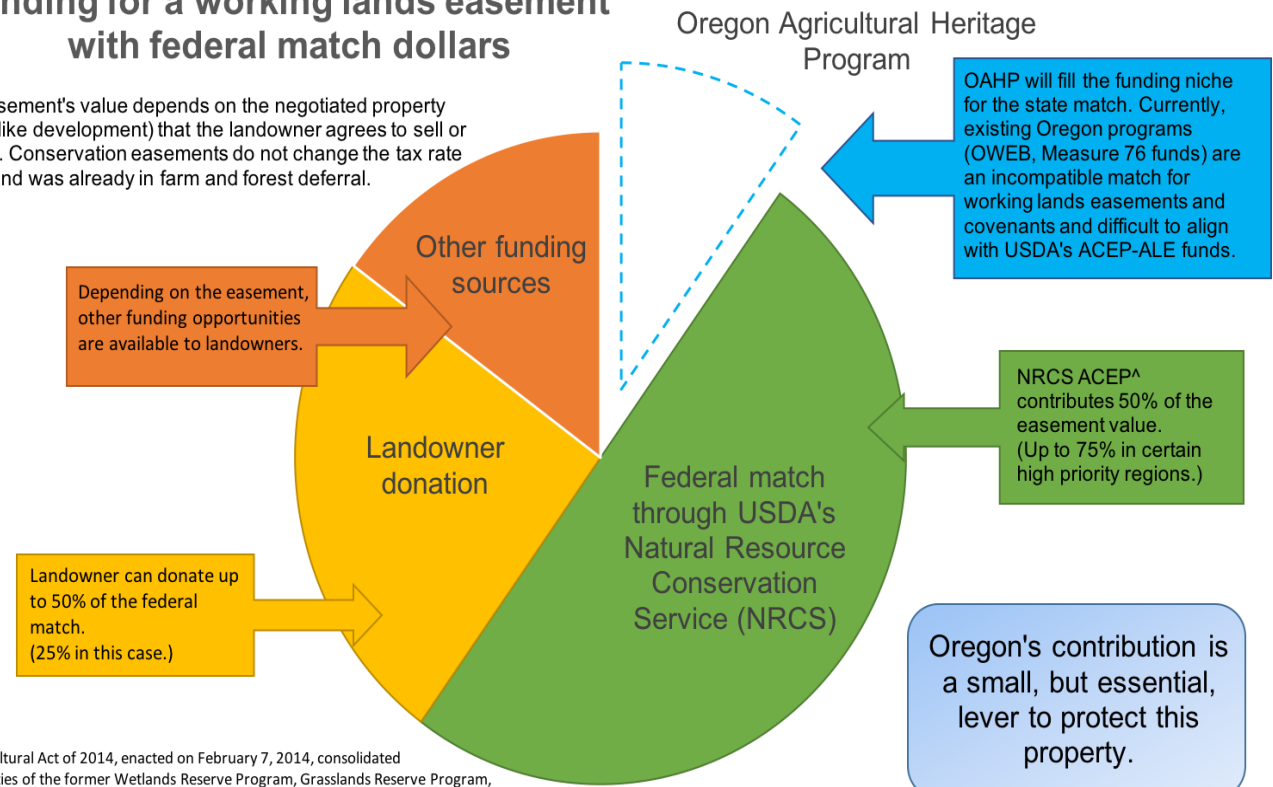 nding for a working lands easement
with federal match dollars
Oregon Agricultural Heritage
Program
OAHP will fill the funding niche
for the state match. Currently,
existing Oregon programs
(OWEB, Measure 76 funds) are
an incompatible match for
working lands easements and
covenants and difficult to align
with USDA's ACEP-ALE funds.
sement's value depends on the negotiated property
like development) that the landowner agrees to sell or
. Conservation easements do not change the tax rate
nd was already in farm and forest deferral.
Other funding
sources
Depending on the easement,
other funding opportunities
are available to landowners.
NRCS ACEP^
contributes 50% of the
easement value.
(Up to 75% in certain
high priority regions.)
Landowner
donation
Federal match
through USDA's
Natural Resource
Conservation
Service (NRCS)
Landowner can donate up
to 50% of the federal
match.
(25% in this case.)
Oregon's contribution is
a small, but essential,
lever to protect this
property.
ltural Act of 2014, enacted on February 7, 2014, consolidated
ties of the former Wetlands Reserve Program, Grasslands Reserve Program,